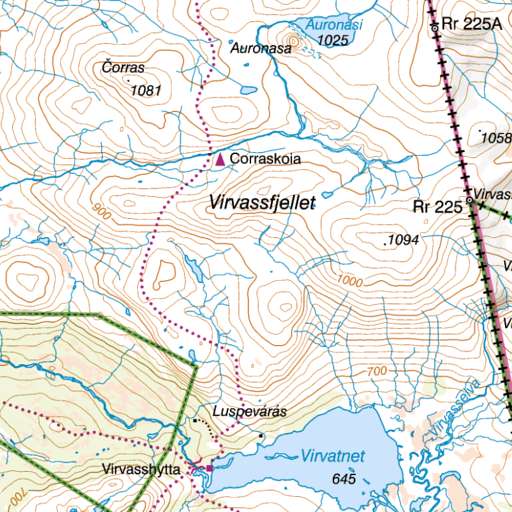 Auronasi
1025
Rr 225A
Auronasa
Čorras
1081
1058
Corraskoia
Virvassfjellet
900
Rr 225
Virvass
1094
1000
V
V
700
Virvasselva
Luspevárás
Virvatnet
645
Virvasshytta
700